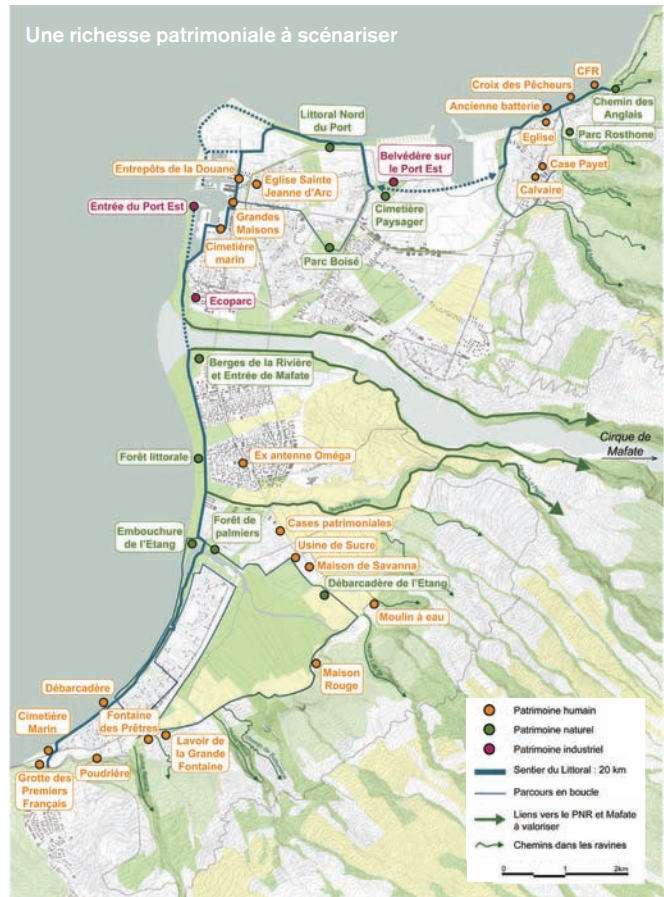 Une richesse patrimoniale à scénariser
CFR
Croix des Pêcheurs
Ancienne batterie
Chemin des
Anglais
Littoral Nord
du Port
Eglise
Parc Rosthone
Entrepôts de la Douane
Eglise Sainte
Jeanne d'Arc
Belvédère sur
le Port Est
Case Payet
Calvaire
Entrée du Port Est
Grandes
Maisons
Cimetière
Paysager
Cimetière
marin
Parc Boisé
Ecoparc
Berges de la Rivière
et Entrée de Mafate
Cirque de
Mafate
Forêt littorale
Ex antenne Oméga
Embouchure
de l'Etang
Forêt de
palmiers
Cases patrimoniales
Usine de Sucre
Maison de Savanna
Débarcadère de l'Etang
Moulin à eau
Maison
Rouge
Débarcadère
Cimetière
Marin
Fontaine
des Prêtres
Lavoir de la
Grande
Fontaine
Poudrière
Grotte des
Premiers
Français
Patrimoine humain
Patrimoine naturel
Patrimoine industriel
Sentier du Littoral : 20 km
Parcours en boucle
Liens vers le PNR et Mafate
à valoriser
Chemins dans les ravines
0 1 2km